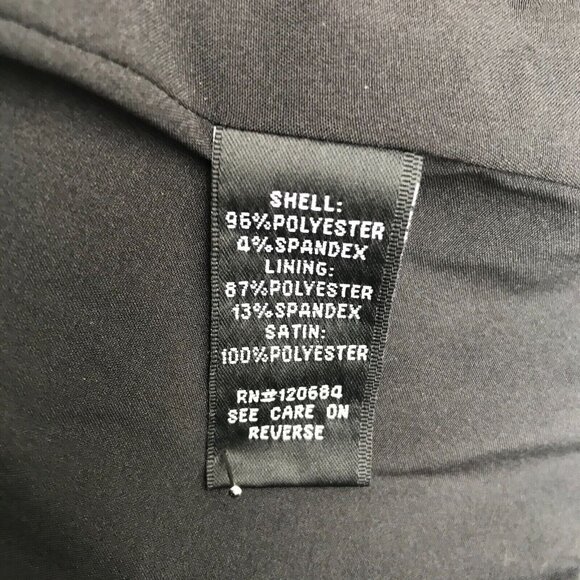 SHELL:
96%POLYESTER
4%SPANDEX
LINING:
87%POLYESTER
13%SPANDEX
SATIN:
100%POLYESTER
RN#120684
SEE CARE ON
REVERSE